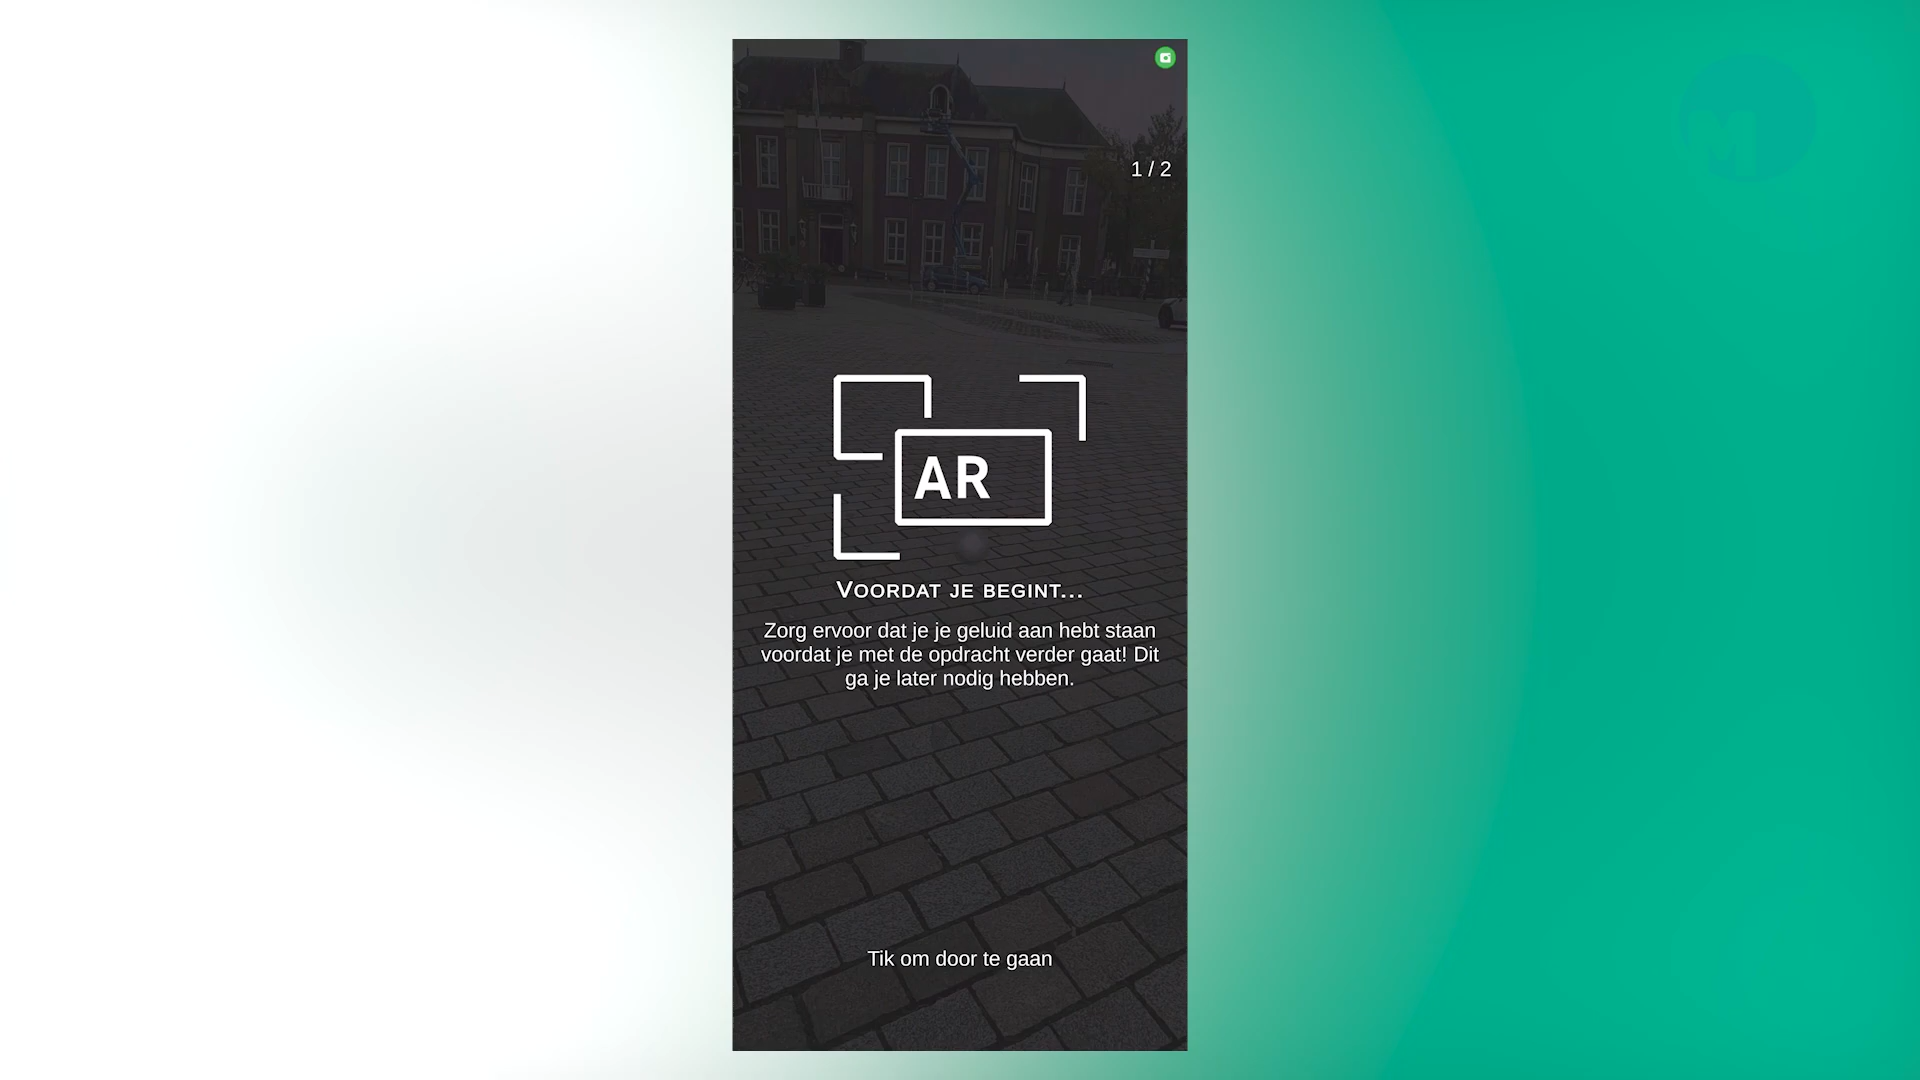 1 / 2
AR
VOORDAT JE BEGINT...
Zorg ervoor dat je je geluid aan hebt staan
voordat je met de opdracht verder gaat! Dit
ga je later nodig hebben.
Tik om door te gaan